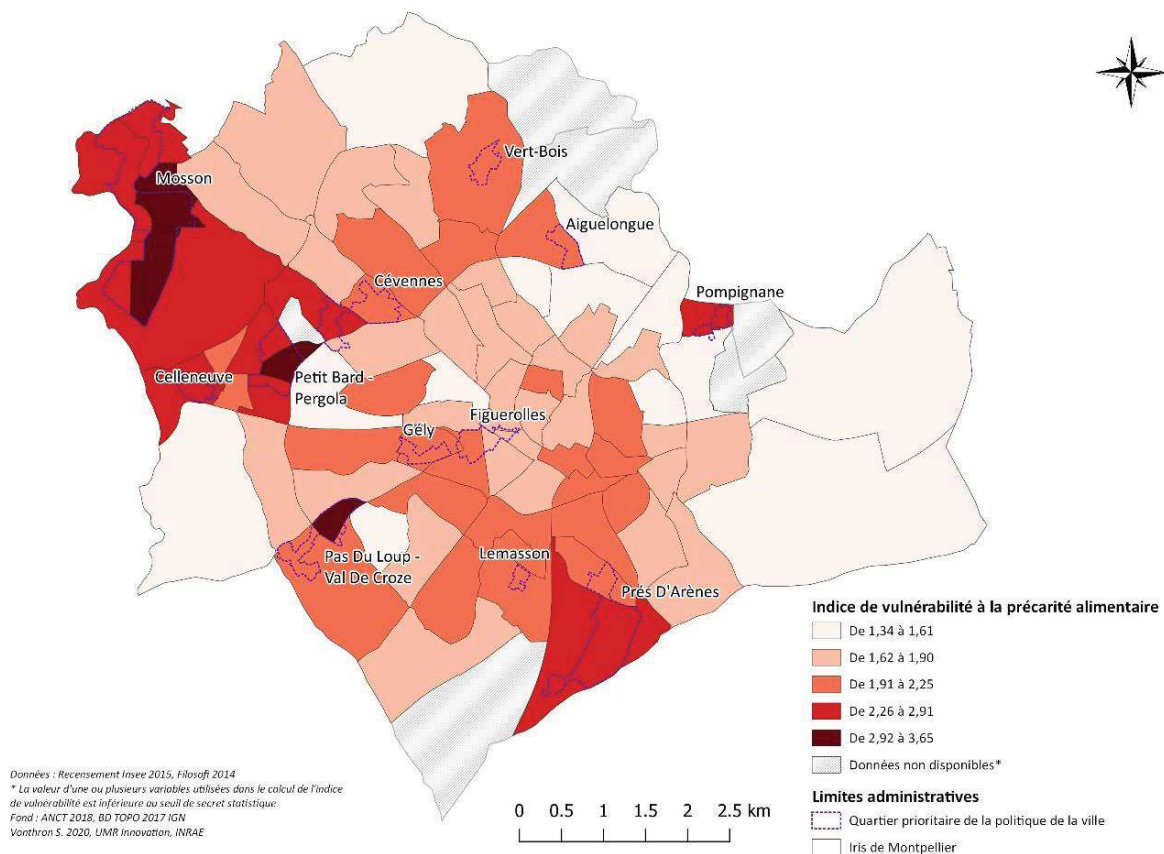 Vert-Bois
Mosson
Aiguelongue
Cévennes
Pompignane
Celleneuve
Petit Bard -
Pergola
Figuerolles
Gély
Pas Du Loup -
Val De Croze
Lemasson
Prés D'Arènes
Indice de vulnérabilité à la précarité alimentaire
De 1,34 à 1,61
De 1,62 à 1,90
De 1,91 à 2,25
De 2,26 à 2,91
De 2,92 à 3,65
Données non disponibles*
Limites administratives
Quartier prioritaire de la politique de la ville
Iris de Montpellier
Données : Recensement Insee 2015, Filosofi 2014
* La valeur d'une ou plusieurs variables utilisées dans le calcul de l'indice
de vulnérabilité est inférieure au seuil de secret statistique
Fond : ANCT 2018, BD TOPO 2017 IGN
Vonthron S. 2020, UMR Innovation, INRAE
0 0.5 1 1.5 2 2.5 km